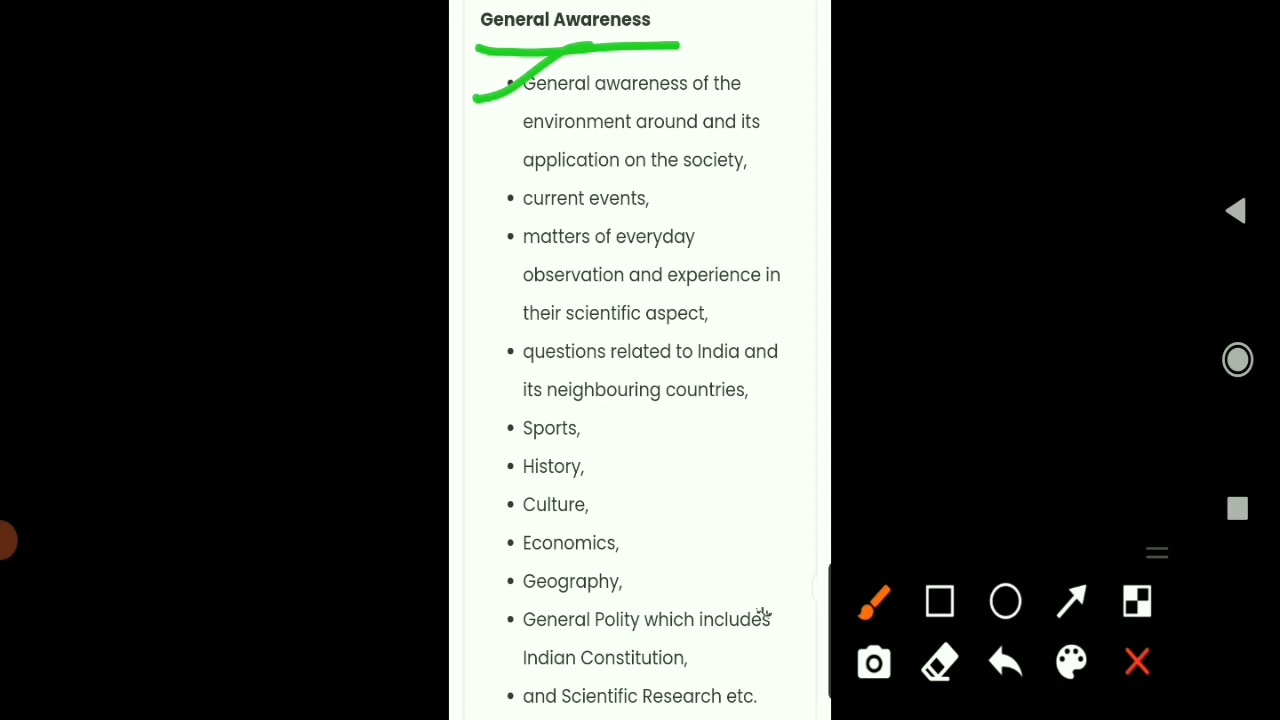 General Awareness
General awareness of the
environment around and its
application on the society,
current events,
matters of everyday
observation and experience in
their scientific aspect,
questions related to India and
its neighbouring countries,
Sports,
History,
Culture,
Economics,
Geography,
General Polity which includes
Indian Constitution,
and Scientific Research etc.